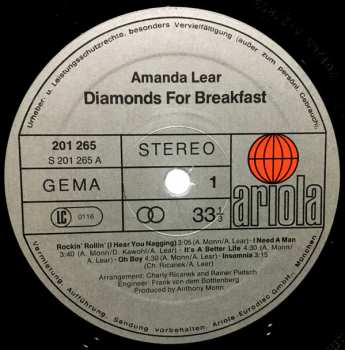 Urheber- u. Leistungsschutzrechte, besonders Vervielfältigung (außer zum persönl. Gebrauch),
Amanda Lear
Diamonds For Breakfast
201 265
S 201 265 A
STEREO
GEMA
1
LC 0116
33 1/3
ariola
Rockin' Rollin' (I Hear You Nagging) 3:05 (A. Monn/A. Lear) · I Need A Man
3:40 (A. Monn/D. Kawohl/A. Lear) · It's A Better Life 4:30 (A. Monn/
A. Lear) · Oh Boy 4:30 (A. Monn/A. Lear) · Insomnia 3:15
(Ch. Ricanek/A. Lear)
Arrangement: Charly Ricanek and Rainer Pietsch
Engineer: Frank von dem Bottlenberg
Produced by Anthony Monn
Vermietung, Aufführung, Sendung vorbehalten. Ariola-Eurodisc GmbH., München